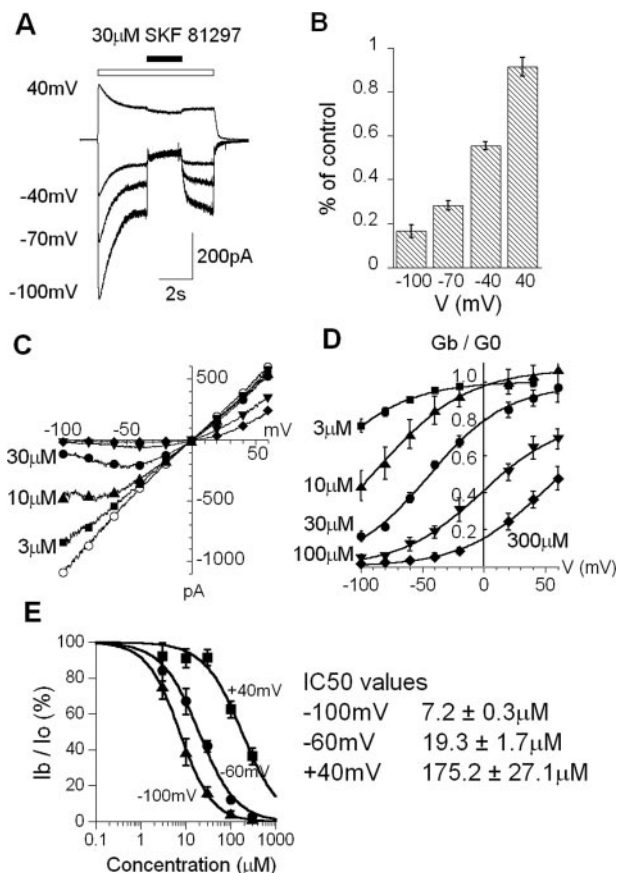 A
30μM SKF 81297
40mV
-40mV
-70mV
-100mV
200pA
2s
B
% of control
1
0.8
0.6
0.4
0.2
0
-100 -70 -40 40
V (mV)
C
500
-100 -50
mV
50
30μM
10μM
3μM
-500
-1000
pA
D
Gb / G0
1.0
0.8
0.6
0.4
0.2
3μM
10μM
30μM
100μM
300μM
-100 -50 0 50
V (mV)
E
Ib / Io (%)
100
80
60
40
20
0
+40mV
-60mV
-100mV
0.1 1 10 100 1000
Concentration (μM)
IC50 values
-100mV 7.2 ± 0.3μM
-60mV 19.3 ± 1.7μM
+40mV 175.2 ± 27.1μM